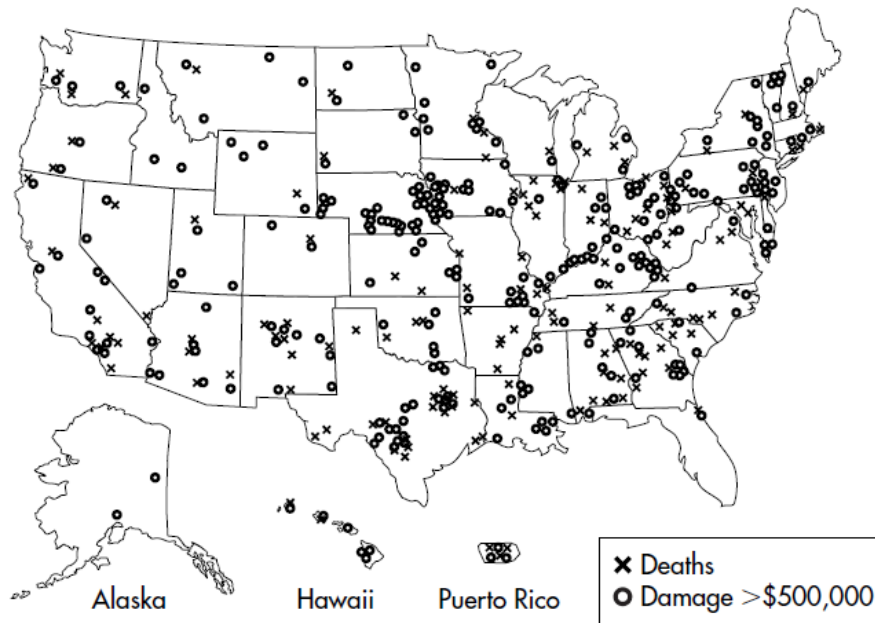 Alaska
Hawaii
Puerto Rico
× Deaths
o Damage >$500,000